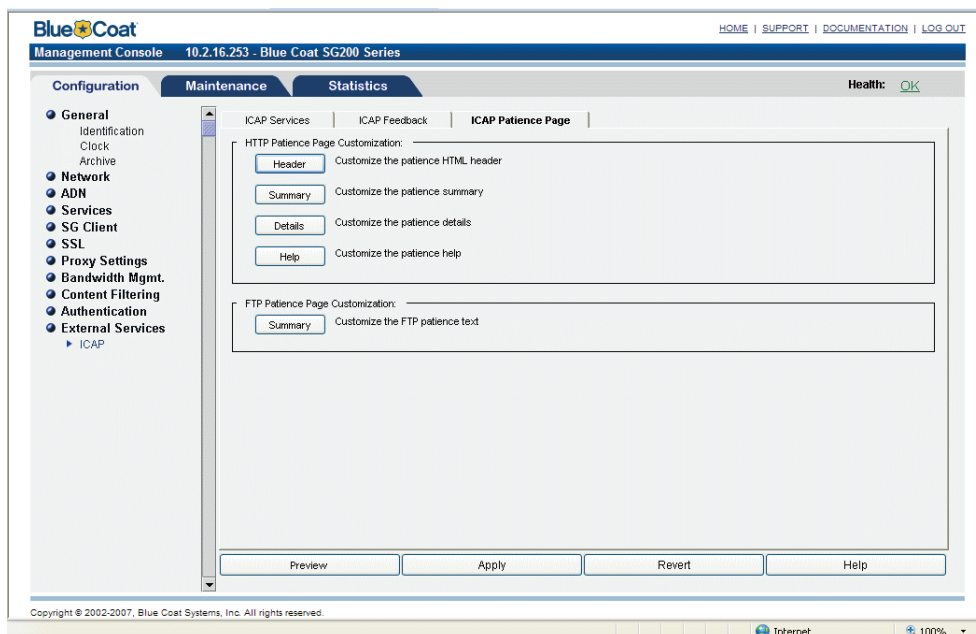 Blue Coat
HOME | SUPPORT | DOCUMENTATION | LOG OUT
Management Console 10.2.16.253 - Blue Coat SG200 Series
Configuration Maintenance Statistics Health: OK
General
Identification
Clock
Archive
Network
ADN
Services
SG Client
SSL
Proxy Settings
Bandwidth Mgmt.
Content Filtering
Authentication
External Services
ICAP
ICAP Services ICAP Feedback ICAP Patience Page
HTTP Patience Page Customization:
Header Customize the patience HTML header
Summary Customize the patience summary
Details Customize the patience details
Help Customize the patience help
FTP Patience Page Customization:
Summary Customize the FTP patience text
Preview Apply Revert Help
Copyright © 2002-2007, Blue Coat Systems, Inc. All rights reserved.
Internet 100%